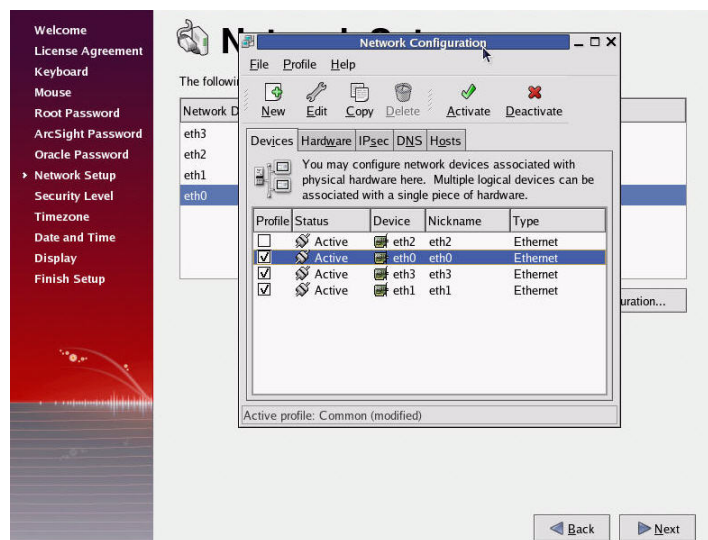 Welcome
License Agreement
Keyboard
Mouse
Root Password
ArcSight Password
Oracle Password
Network Setup
Security Level
Timezone
Date and Time
Display
Finish Setup
The followi
Network D
eth3
eth2
eth1
eth0
uration...
Network Configuration
File Profile Help
New Edit Copy Delete Activate Deactivate
Devices Hardware IPsec DNS Hosts
You may configure network devices associated with
physical hardware here. Multiple logical devices can be
associated with a single piece of hardware.
Profile Status Device Nickname Type
Active eth2 eth2 Ethernet
Active eth0 eth0 Ethernet
Active eth3 eth3 Ethernet
Active eth1 eth1 Ethernet
Active profile: Common (modified)
Back Next